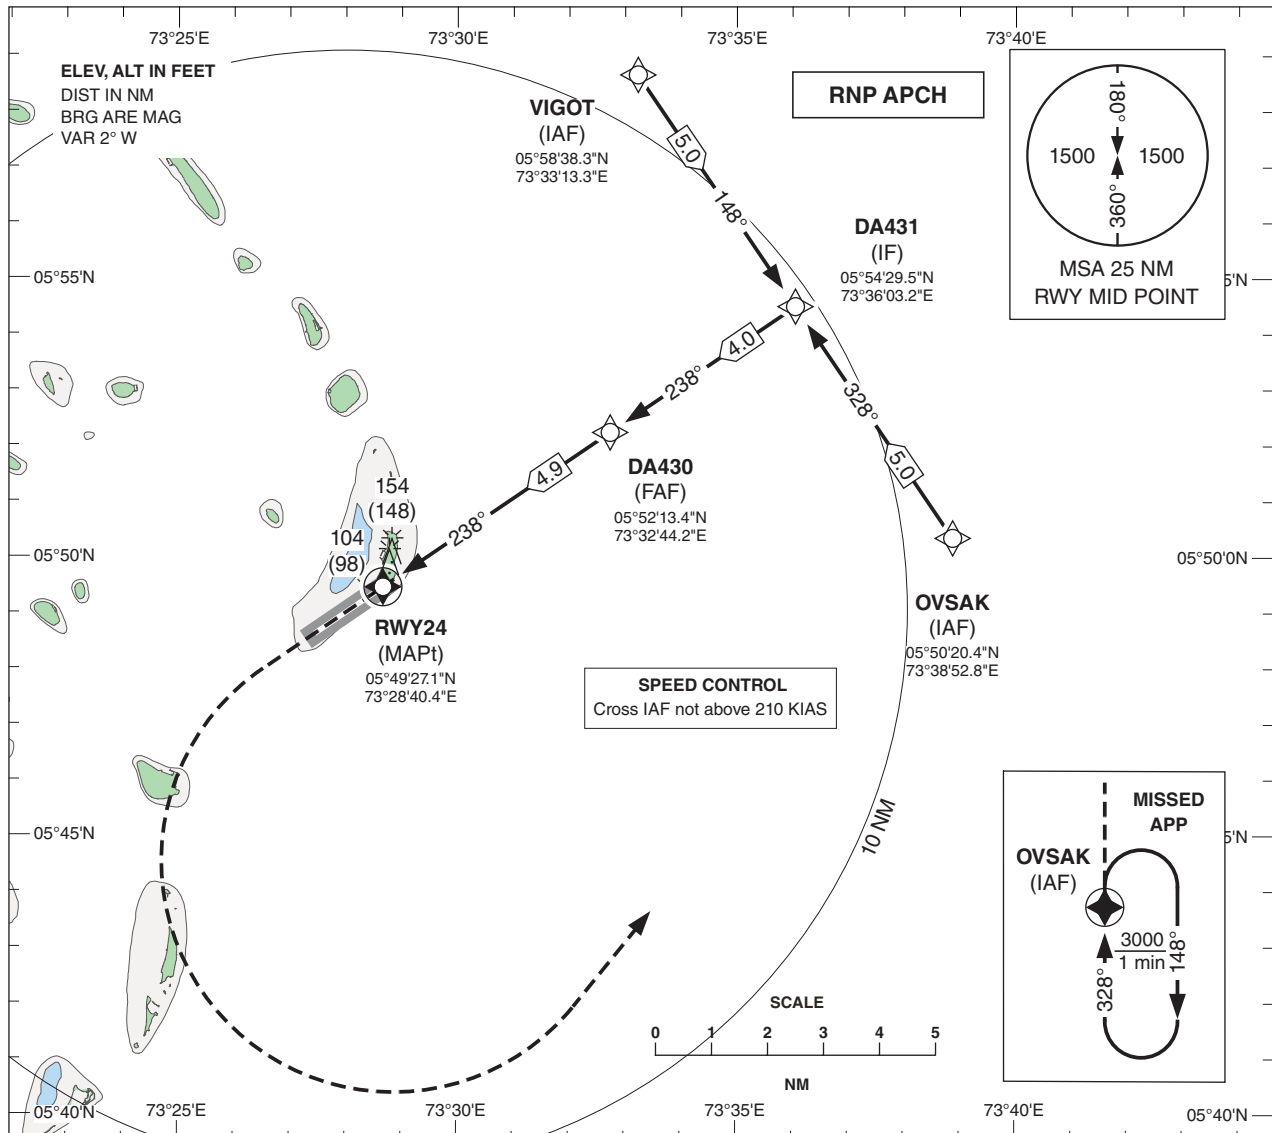 73°25'E
73°30'E
73°35'E
73°40'E
ELEV, ALT IN FEET
DIST IN NM
BRG ARE MAG
VAR 2° W
VIGOT
(IAF)
05°58'38.3"N
73°33'13.3"E
5.0
148°
RNP APCH
180°
1500
1500
360°
MSA 25 NM
RWY MID POINT
DA431
(IF)
05°54'29.5"N
73°36'03.2"E
05°55'N
5'N
4.0
238°
328°
5.0
DA430
(FAF)
05°52'13.4"N
73°32'44.2"E
4.9
238°
154
(148)
104
(98)
05°50'N
05°50'0N
OVSAK
(IAF)
05°50'20.4"N
73°38'52.8"E
RWY24
(MAPt)
05°49'27.1"N
73°28'40.4"E
SPEED CONTROL
Cross IAF not above 210 KIAS
10 NM
05°45'N
5'N
MISSED
APP
OVSAK
(IAF)
3000
1 min
148°
328°
SCALE
0 1 2 3 4 5
NM
05°40'N
73°25'E
73°30'E
73°35'E
73°40'E
05°40'N